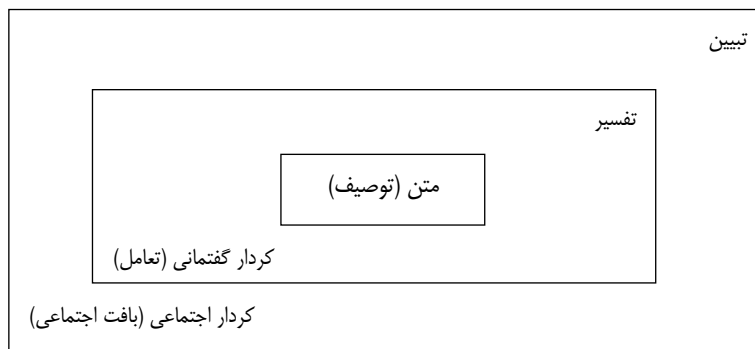 تبیین
تفسیر
متن (توصیف)
کردار گفتمانی (تعامل)
کردار اجتماعی (بافت اجتماعی)